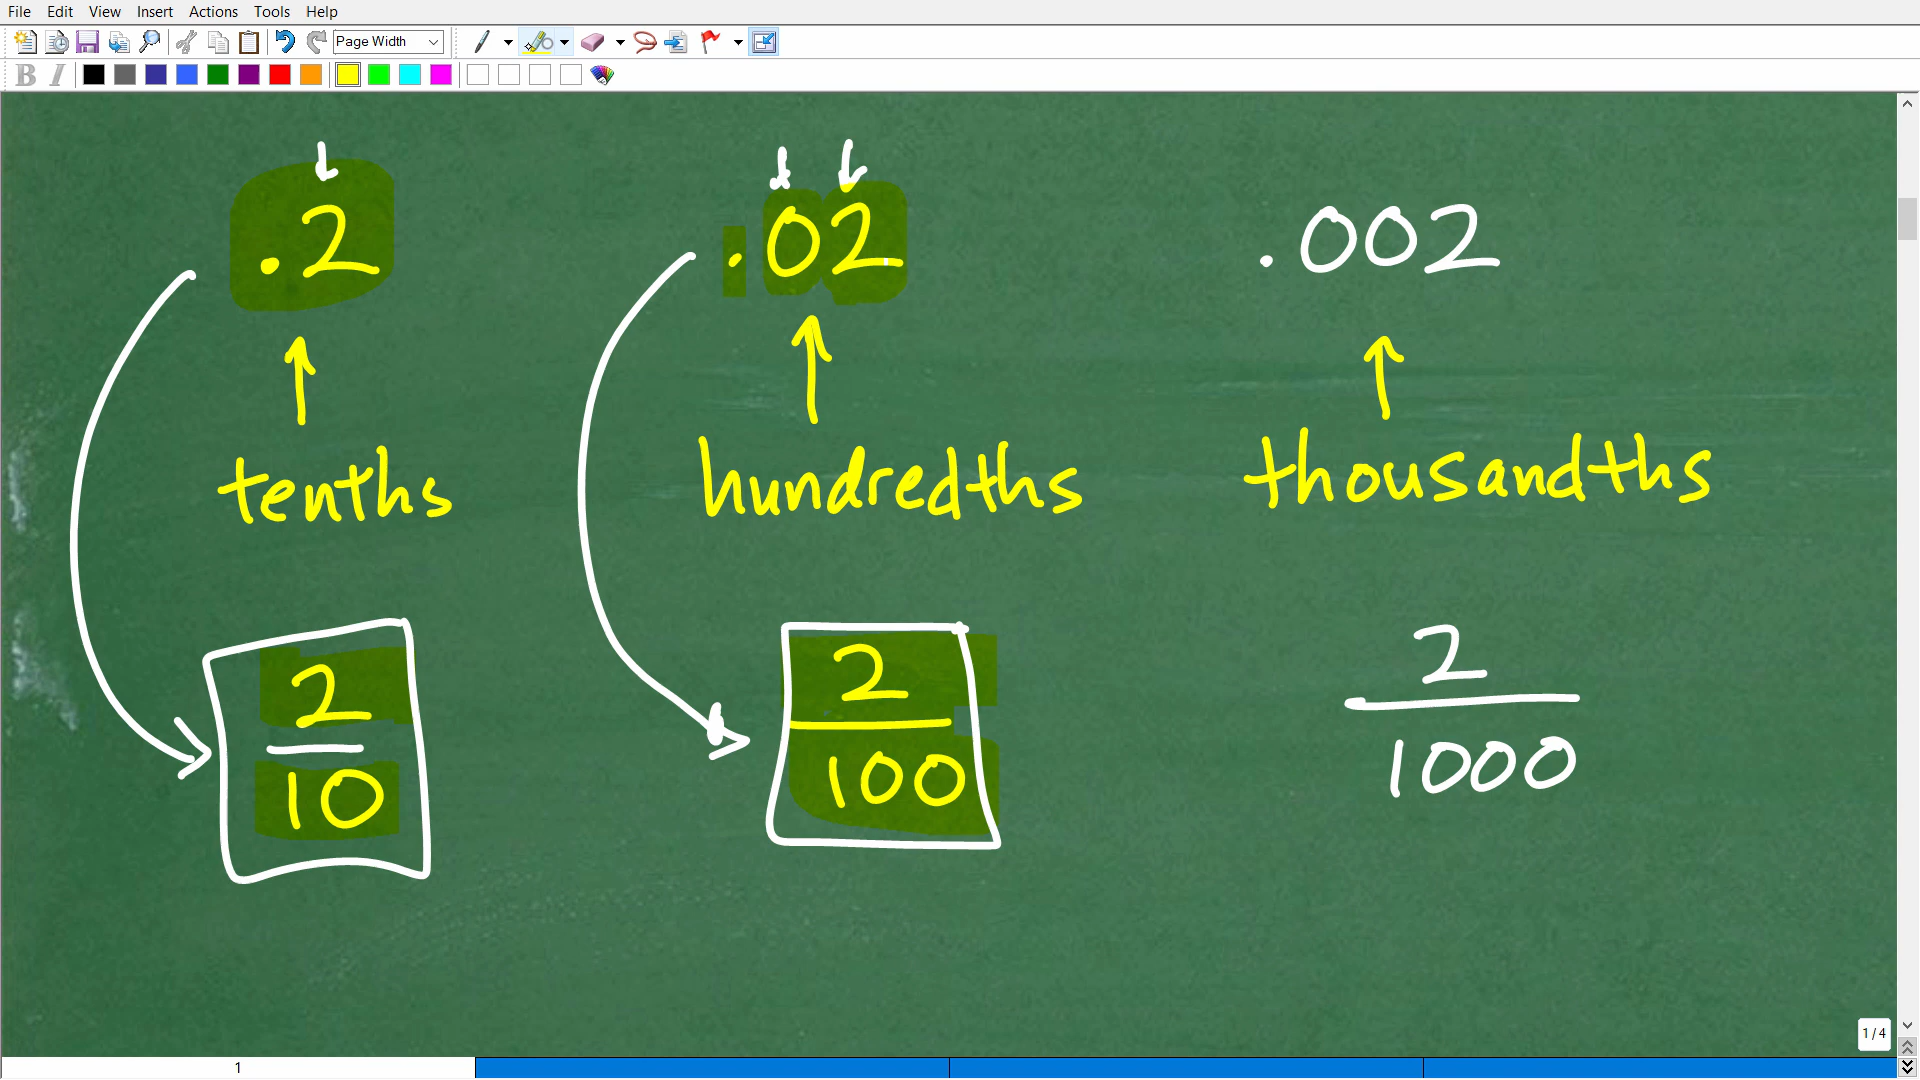 File Edit View Insert Actions Tools Help
Page Width
B I
.2 .02 .002
tenths hundredths thousandths
2 2 2
10 100 1000
1 / 4
1